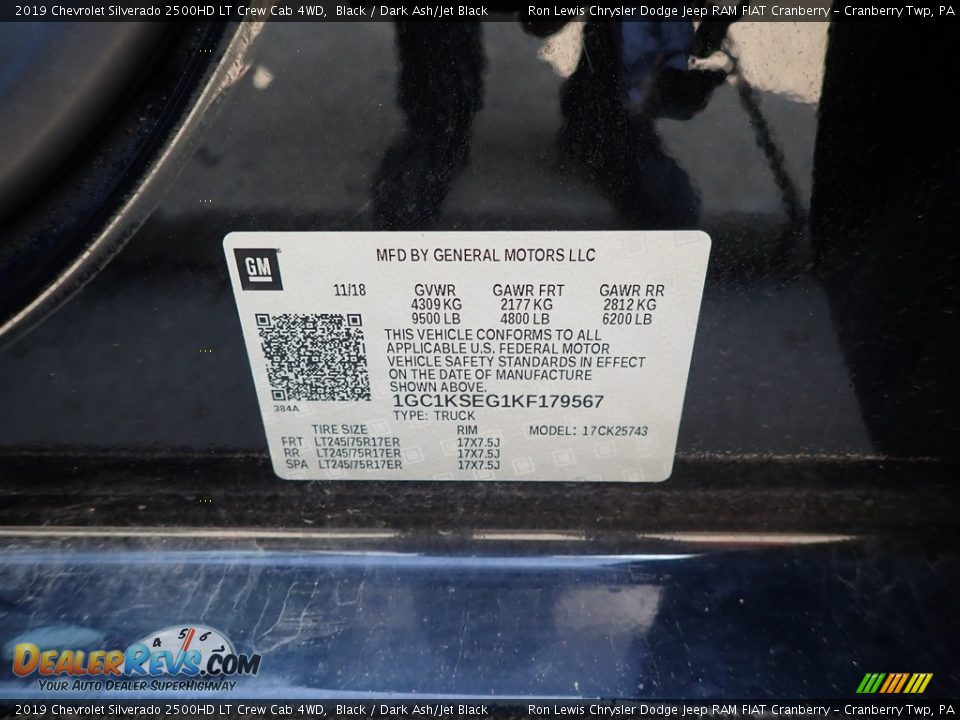 2019 Chevrolet Silverado 2500HD LT Crew Cab 4WD, Black / Dark Ash/Jet Black Ron Lewis Chrysler Dodge Jeep RAM FIAT Cranberry - Cranberry Twp, PA
GM
MFD BY GENERAL MOTORS LLC
11/18 GVWR GAWR FRT GAWR RR
4309 KG 2177 KG 2812 KG
9500 LB 4800 LB 6200 LB
THIS VEHICLE CONFORMS TO ALL
APPLICABLE U.S. FEDERAL MOTOR
VEHICLE SAFETY STANDARDS IN EFFECT
ON THE DATE OF MANUFACTURE
SHOWN ABOVE.
384A
1GC1KSEG1KF179567
TYPE: TRUCK
TIRE SIZE RIM MODEL: 17CK25743
FRT LT245/75R17ER 17X7.5J
RR LT245/75R17ER 17X7.5J
SPA LT245/75R17ER 17X7.5J
4 5 6
DEALERREVS.COM
YOUR AUTO DEALER SUPERHIGHWAY
2019 Chevrolet Silverado 2500HD LT Crew Cab 4WD, Black / Dark Ash/Jet Black Ron Lewis Chrysler Dodge Jeep RAM FIAT Cranberry - Cranberry Twp, PA